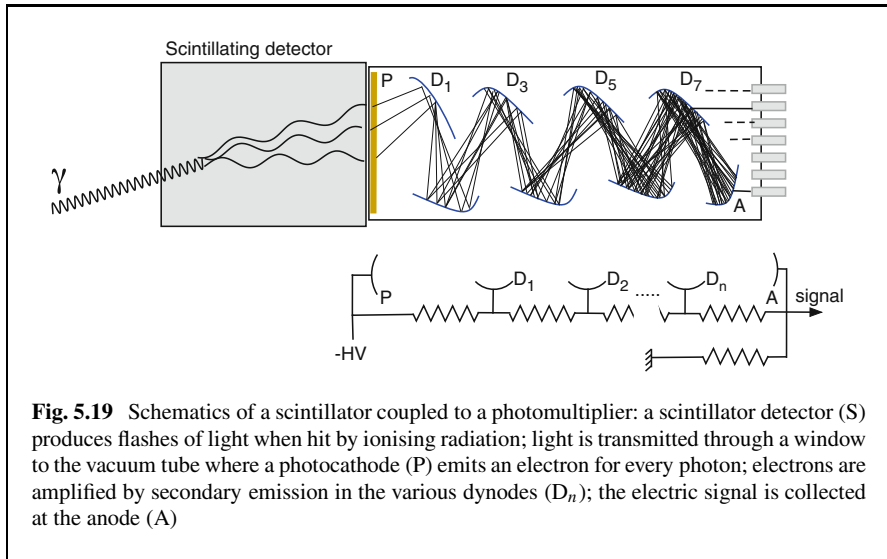 Scintillating detector
P D1 D3 D5 D7
γ
A
P D1 D2 ..... Dn A signal
-HV
Fig. 5.19 Schematics of a scintillator coupled to a photomultiplier: a scintillator detector (S)
produces flashes of light when hit by ionising radiation; light is transmitted through a window
to the vacuum tube where a photocathode (P) emits an electron for every photon; electrons are
amplified by secondary emission in the various dynodes (Dn); the electric signal is collected
at the anode (A)